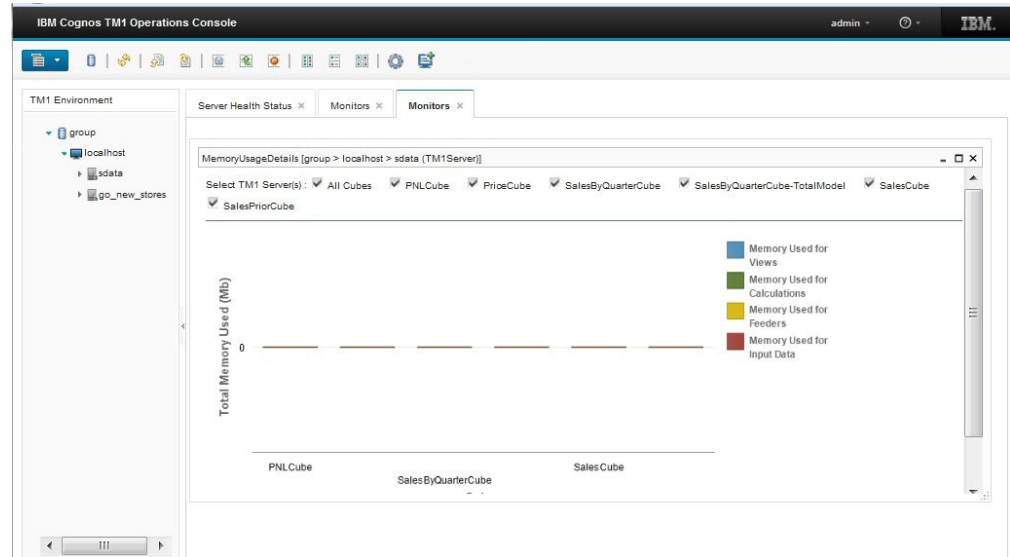 IBM Cognos TM1 Operations Console
admin
IBM.
TM1 Environment
group
localhost
sdata
go_new_stores
Server Health Status
Monitors
Monitors
MemoryUsageDetails [group > localhost > sdata (TM1Server)]
Select TM1 Server(s) : All Cubes PNLCube PriceCube SalesByQuarterCube SalesByQuarterCube-TotalModel SalesCube
SalesPriorCube
Total Memory Used (Mb)
0
Memory Used for
Views
Memory Used for
Calculations
Memory Used for
Feeders
Memory Used for
Input Data
PNLCube
SalesByQuarterCube
SalesCube